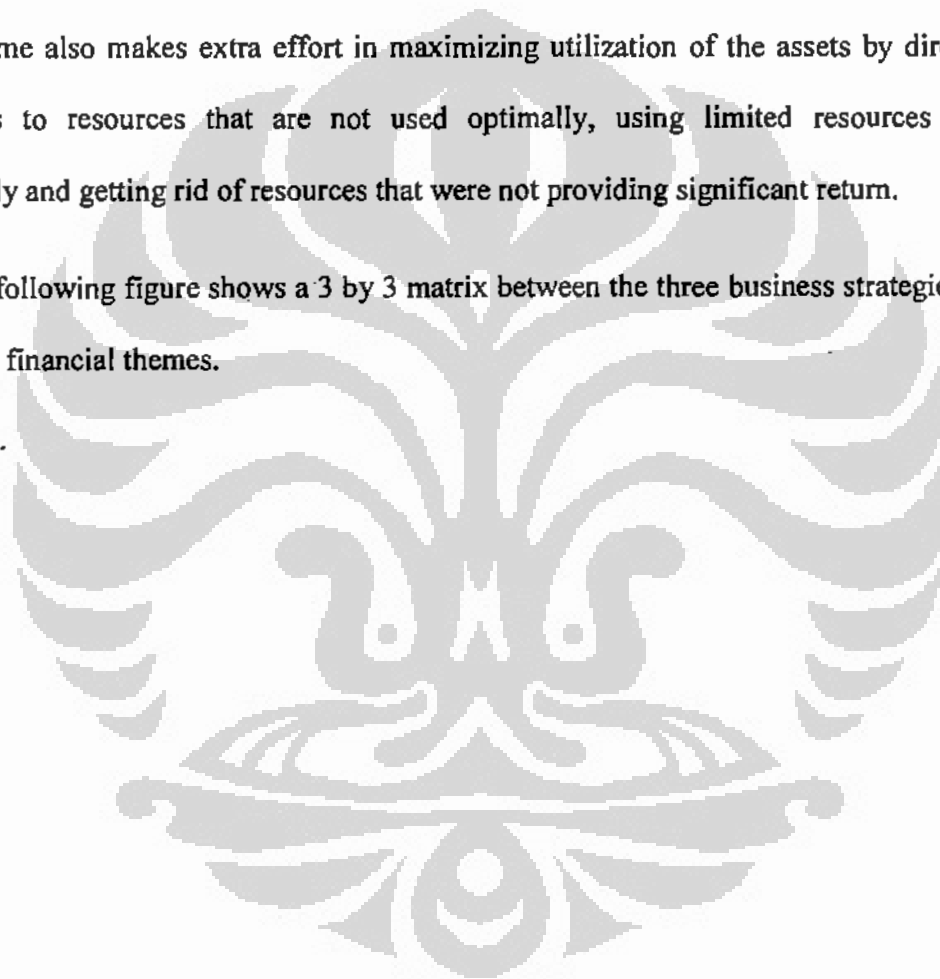 me also makes extra effort in maximizing utilization of the assets by dir
s to resources that are not used optimally, using limited resources
ly and getting rid of resources that were not providing significant return.
following figure shows a 3 by 3 matrix between the three business strategie
financial themes.